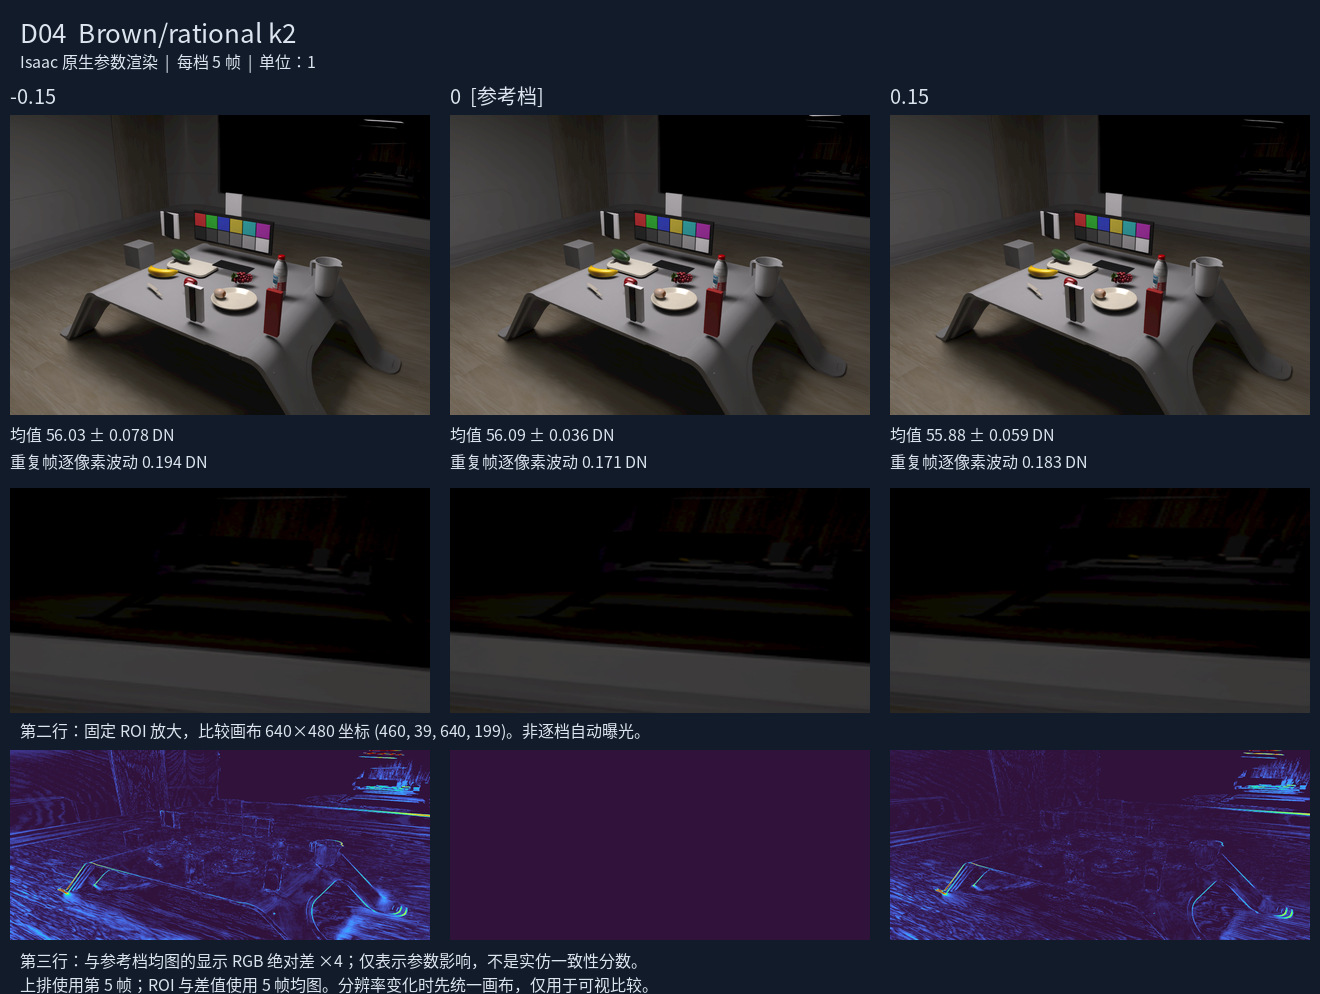 D04 Brown/rational k2
Isaac 原生参数渲染 | 每档 5 帧 | 单位：1
-0.15
0 [参考档]
0.15
均值 56.03 ± 0.078 DN
均值 56.09 ± 0.036 DN
均值 55.88 ± 0.059 DN
重复帧逐像素波动 0.194 DN
重复帧逐像素波动 0.171 DN
重复帧逐像素波动 0.183 DN
第二行：固定 ROI 放大，比较画布 640×480 坐标 (460, 39, 640, 199)。非逐档自动曝光。
第三行：与参考档均图的显示 RGB 绝对差 ×4；仅表示参数影响，不是实仿一致性分数。
上排使用第 5 帧；ROI 与差值使用 5 帧均图。分辨率变化时先统一画布，仅用于可视比较。